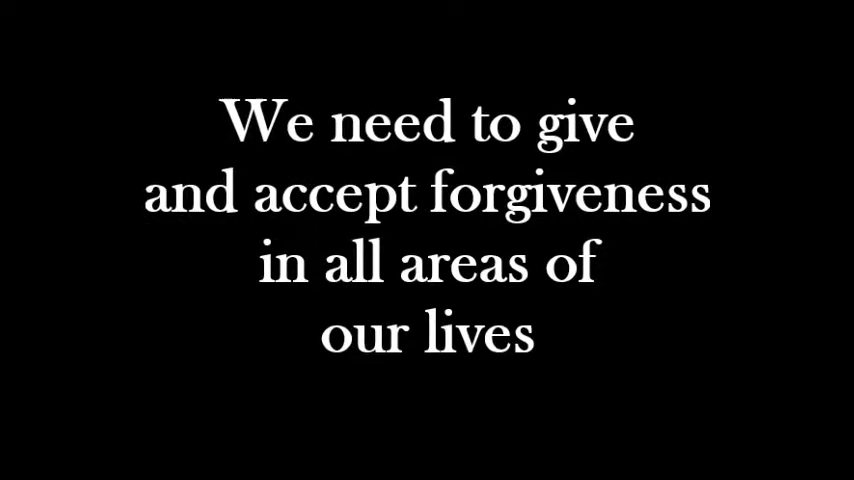 We need to give
and accept forgiveness
in all areas of
our lives